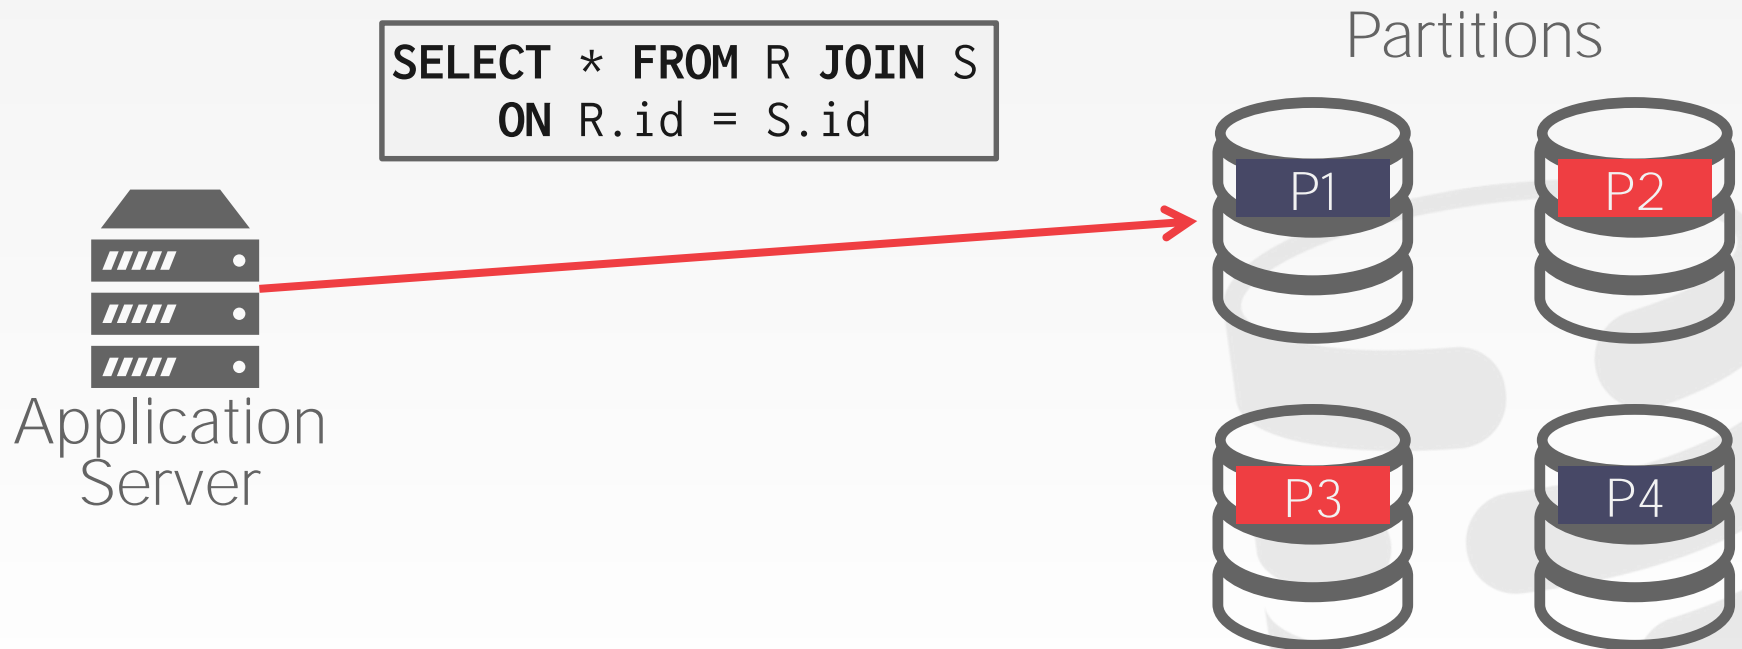 Partitions
SELECT * FROM R JOIN S
ON R.id = S.id
P1
P2
Application
Server
P3
P4